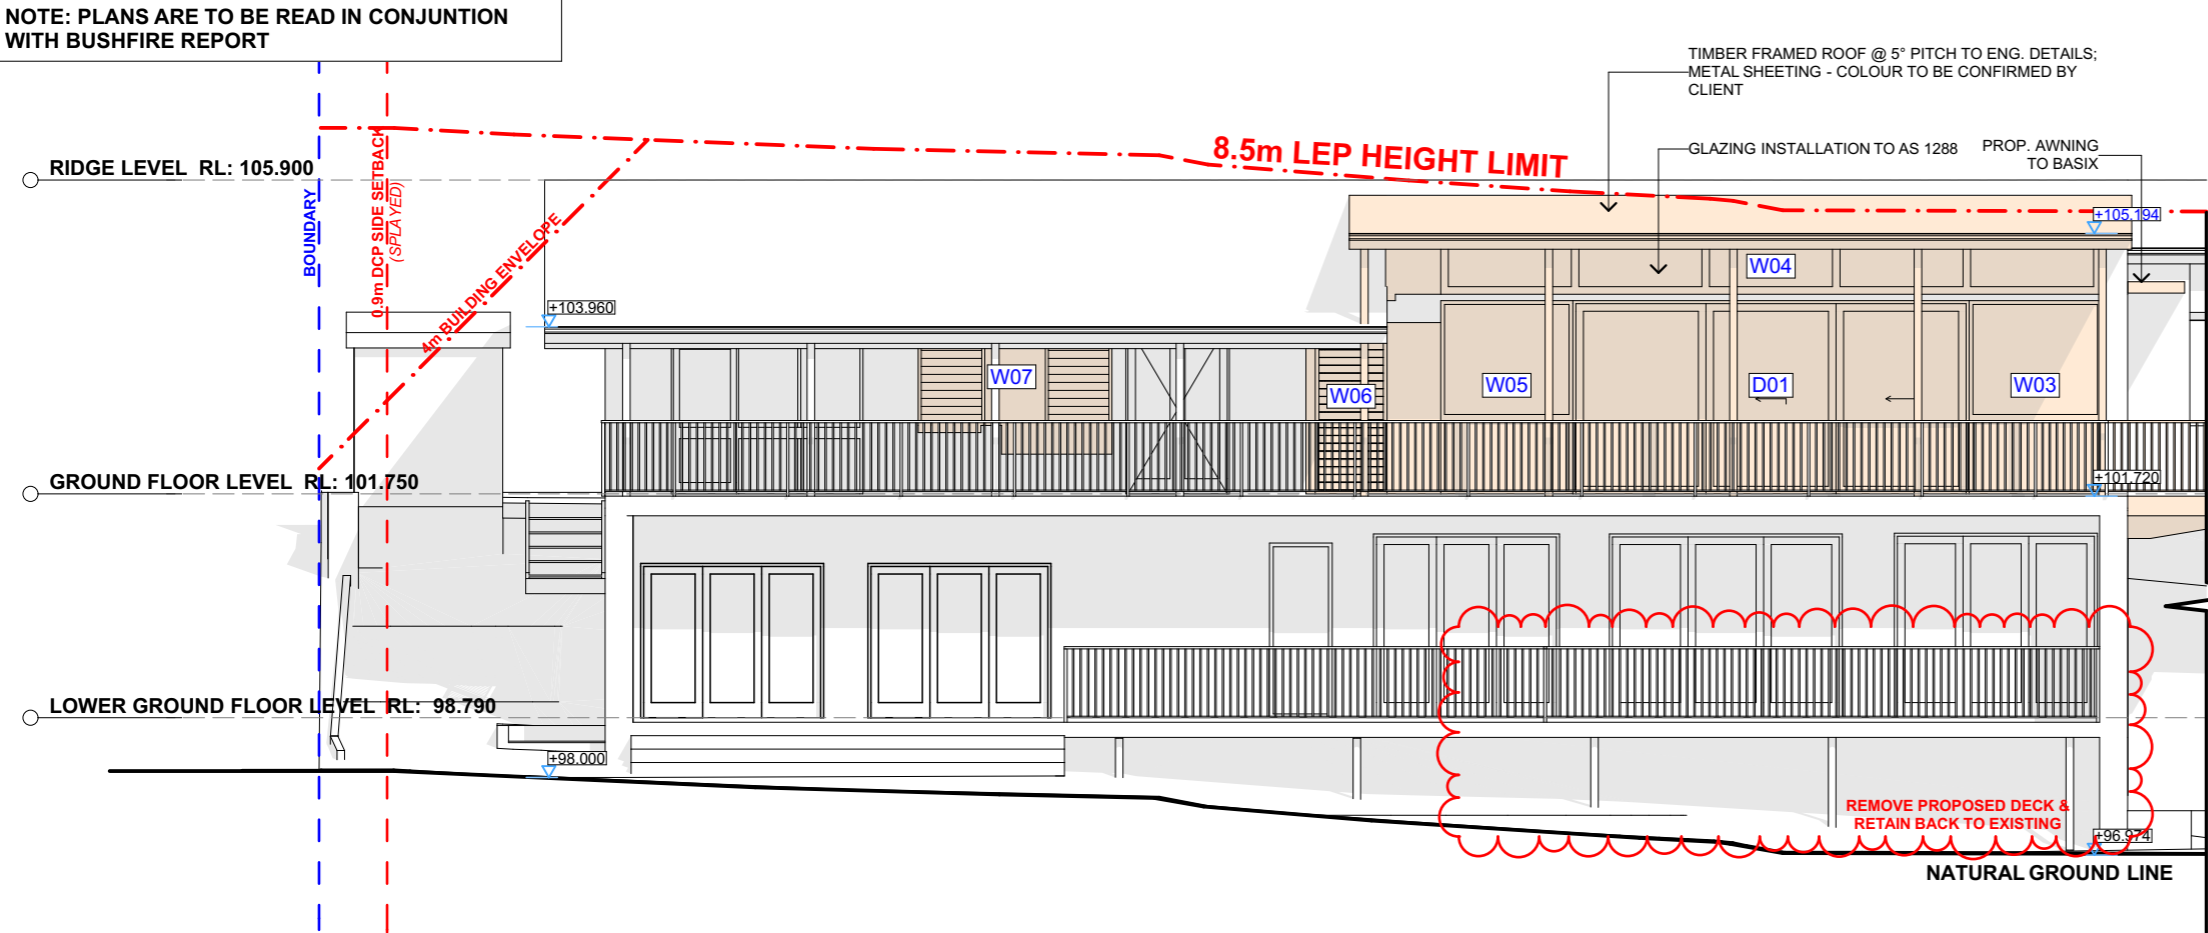 NOTE: PLANS ARE TO BE READ IN CONJUNTION
WITH BUSHFIRE REPORT
TIMBER FRAMED ROOF @ 5° PITCH TO ENG. DETAILS;
METAL SHEETING - COLOUR TO BE CONFIRMED BY
CLIENT
8.5m LEP HEIGHT LIMIT
GLAZING INSTALLATION TO AS 1288
PROP. AWNING
TO BASIX
RIDGE LEVEL RL: 105.900
BOUNDARY
0.9m DCP SIDE SETBACK
(SPLAYED)
4m BUILDING ENVELOPE
+105.194
W04
+103.960
W07
W06
W05
D01
W03
GROUND FLOOR LEVEL RL: 101.750
+101.720
LOWER GROUND FLOOR LEVEL RL: 98.790
+98.000
REMOVE PROPOSED DECK &
RETAIN BACK TO EXISTING
+96.974
NATURAL GROUND LINE